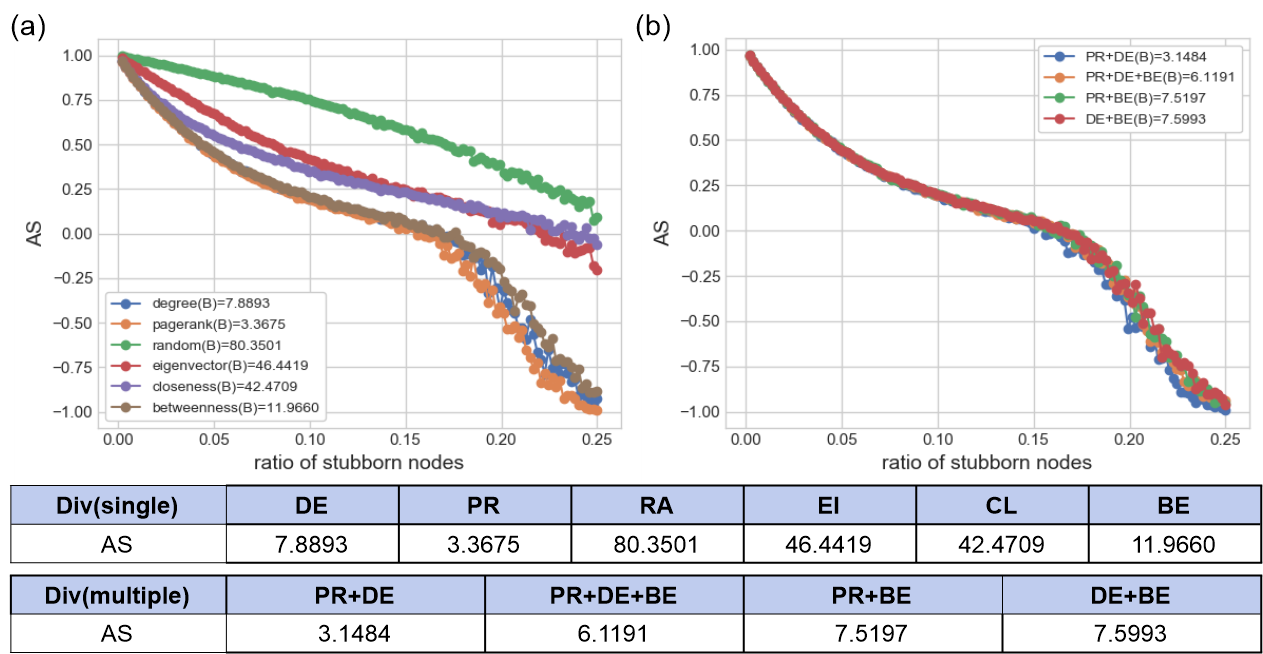 (a)
AS
1.00
0.75
0.50
0.25
0.00
−0.25
−0.50
−0.75
−1.00
degree(B)=7.8893
pagerank(B)=3.3675
random(B)=80.3501
eigenvector(B)=46.4419
closeness(B)=42.4709
betweenness(B)=11.9660
0.00 0.05 0.10 0.15 0.20 0.25
ratio of stubborn nodes
(b)
AS
1.00
0.75
0.50
0.25
0.00
−0.25
−0.50
−0.75
−1.00
PR+DE(B)=3.1484
PR+DE+BE(B)=6.1191
PR+BE(B)=7.5197
DE+BE(B)=7.5993
0.00 0.05 0.10 0.15 0.20 0.25
ratio of stubborn nodes
Div(single) DE PR RA EI CL BE
AS 7.8893 3.3675 80.3501 46.4419 42.4709 11.9660
Div(multiple) PR+DE PR+DE+BE PR+BE DE+BE
AS 3.1484 6.1191 7.5197 7.5993